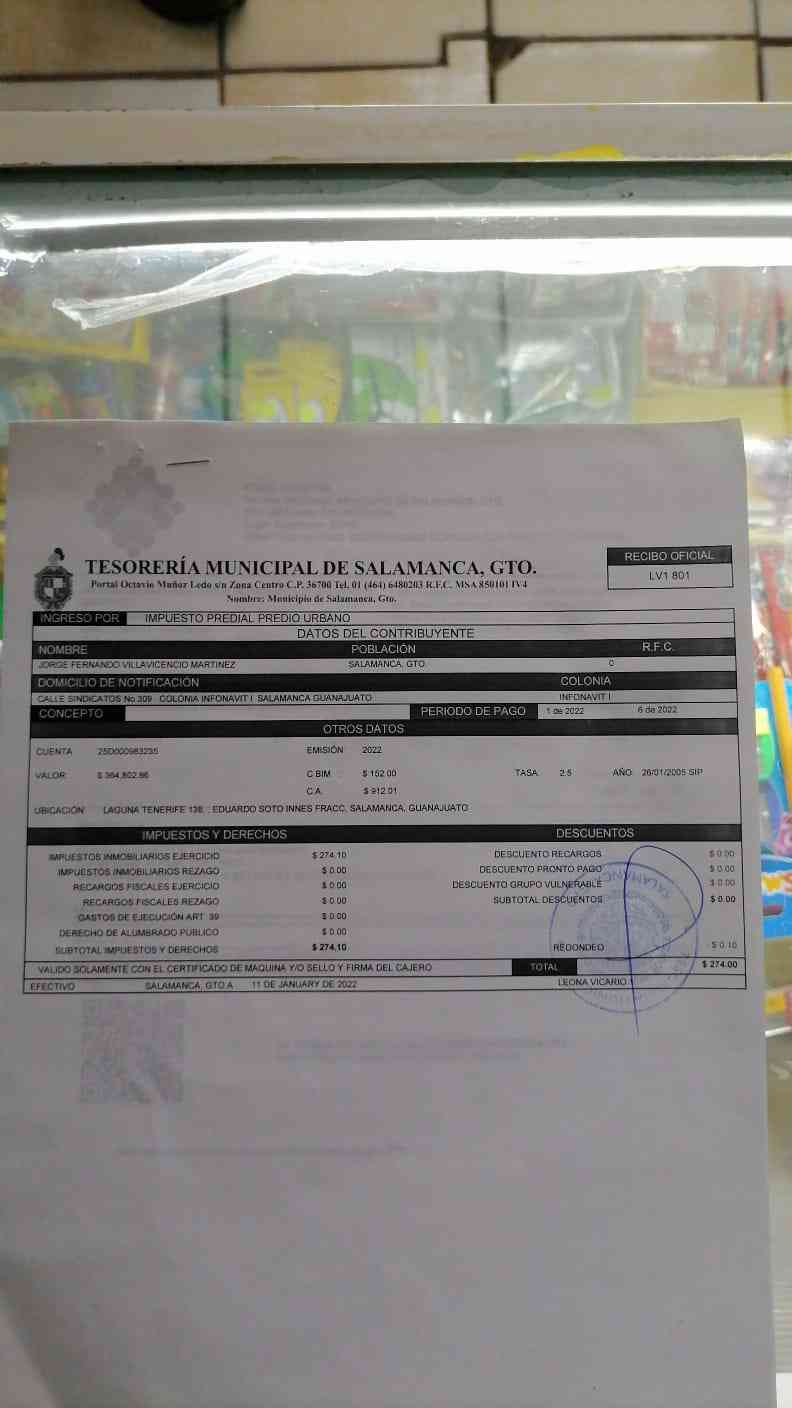 TESORERÍA MUNICIPAL DE SALAMANCA, GTO.
Portal Octavio Muñoz Ledo s/n Zona Centro C.P. 36700 Tel. 01 (464) 6480203 R.F.C. MSA 850101 IV4
Nombre: Municipio de Salamanca, Gto.
RECIBO OFICIAL
LV1 801
INGRESO POR IMPUESTO PREDIAL PREDIO URBANO
DATOS DEL CONTRIBUYENTE
NOMBRE POBLACIÓN R.F.C.
JORGE FERNANDO VILLAVICENCIO MARTINEZ SALAMANCA, GTO. 0
DOMICILIO DE NOTIFICACIÓN COLONIA
CALLE SINDICATOS No.309 COLONIA INFONAVIT I SALAMANCA GUANAJUATO INFONAVIT I
CONCEPTO PERIODO DE PAGO 1 de 2022 6 de 2022
OTROS DATOS
CUENTA 25D000983235 EMISIÓN: 2022
VALOR: $ 364,802.66 C.BIM. : $ 152.00 TASA: 2.5 AÑO: 26/01/2005 SIP
C.A. $ 912.01
UBICACIÓN: LAGUNA TENERIFE 138, EDUARDO SOTO INNES FRACC. SALAMANCA, GUANAJUATO
IMPUESTOS Y DERECHOS DESCUENTOS
IMPUESTOS INMOBILIARIOS EJERCICIO $ 274.10 DESCUENTO RECARGOS $ 0.00
IMPUESTOS INMOBILIARIOS REZAGO $ 0.00 DESCUENTO PRONTO PAGO $ 0.00
RECARGOS FISCALES EJERCICIO $ 0.00 DESCUENTO GRUPO VULNERABLE $ 0.00
RECARGOS FISCALES REZAGO $ 0.00 SUBTOTAL DESCUENTOS $ 0.00
GASTOS DE EJECUCIÓN ART. 39 $ 0.00
DERECHO DE ALUMBRADO PÚBLICO $ 0.00
SUBTOTAL IMPUESTOS Y DERECHOS $ 274.10 REDONDEO - $ 0.10
VALIDO SOLAMENTE CON EL CERTIFICADO DE MAQUINA Y/O SELLO Y FIRMA DEL CAJERO TOTAL $ 274.00
EFECTIVO SALAMANCA, GTO.A 11 DE JANUARY DE 2022 LEONA VICARIO 1